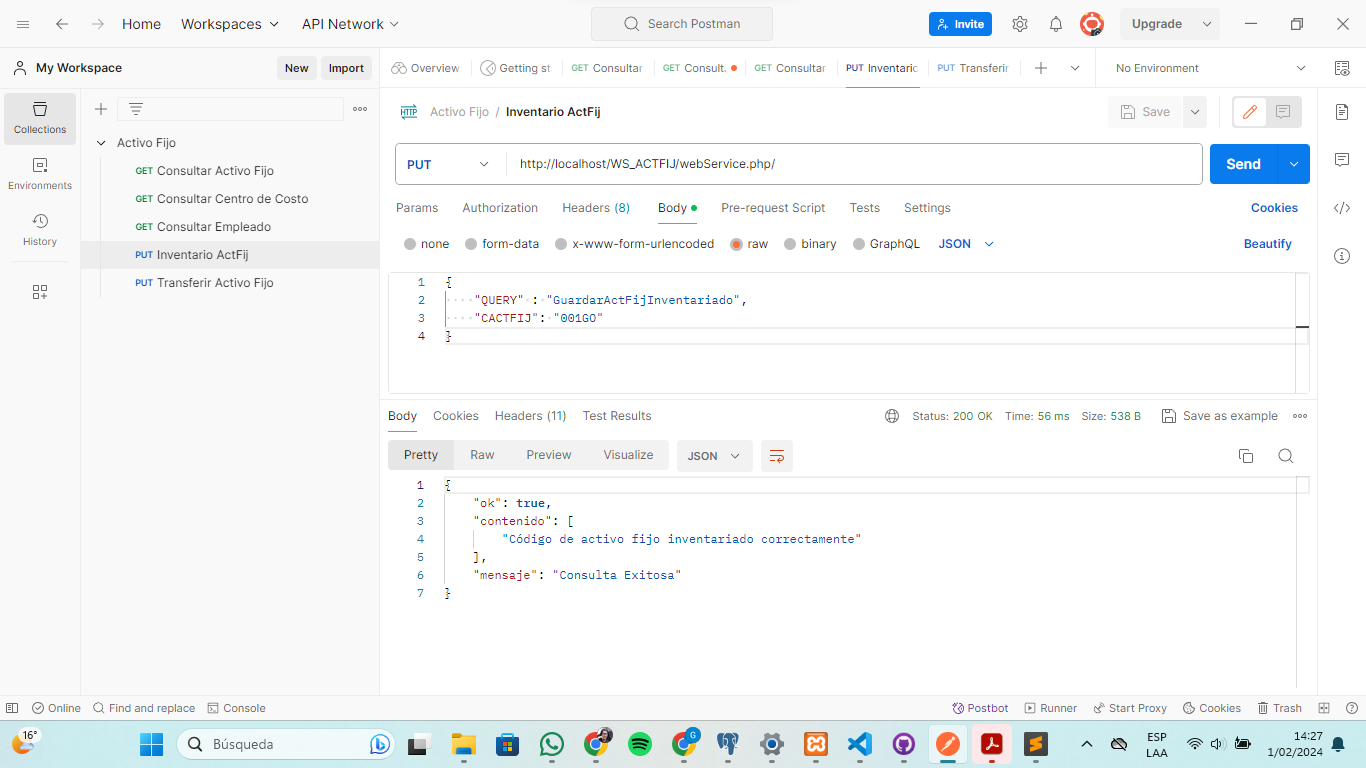 Home Workspaces API Network Search Postman Invite Upgrade
My Workspace New Import Overview Getting st GET Consultar GET Consult. GET Consultar PUT Inventaric PUT Transferir No Environment
Collections
Environments
History
Activo Fijo
GET Consultar Activo Fijo
GET Consultar Centro de Costo
GET Consultar Empleado
PUT Inventario ActFij
PUT Transferir Activo Fijo
HTTP Activo Fijo / Inventario ActFij Save
PUT http://localhost/WS_ACTFIJ/webService.php/ Send
Params Authorization Headers (8) Body Pre-request Script Tests Settings Cookies
none form-data x-www-form-urlencoded raw binary GraphQL JSON Beautify
1 {
2 "QUERY" : "GuardarActFijInventariado",
3 "CACTFIJ": "001GO"
4 }
Body Cookies Headers (11) Test Results Status: 200 OK Time: 56 ms Size: 538 B Save as example
Pretty Raw Preview Visualize JSON
1 {
2 "ok": true,
3 "contenido": [
4 "Código de activo fijo inventariado correctamente"
5 ],
6 "mensaje": "Consulta Exitosa"
7 }
Online Find and replace Console Postbot Runner Start Proxy Cookies Trash
16° Búsqueda G ESP LAA 14:27 1/02/2024